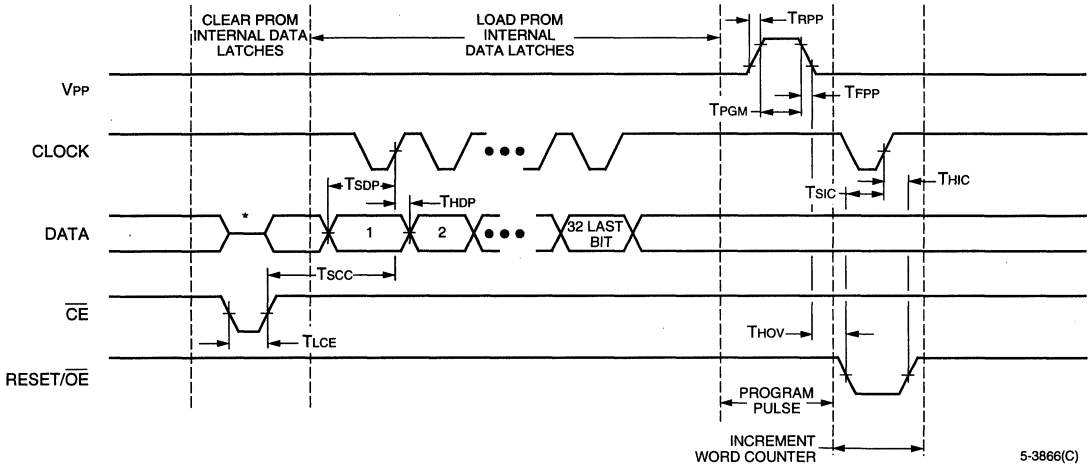 CLEAR PROM
INTERNAL DATA
LATCHES
LOAD PROM
INTERNAL
DATA LATCHES
TRPP
VPP
TFPP
TPGM
CLOCK
TSDP
THDP
TSIC
THIC
DATA
*
1
2
32 LAST
BIT
TSCC
CE
THOV
TLCE
RESET/OE
PROGRAM
PULSE
INCREMENT
WORD COUNTER
5-3866(C)